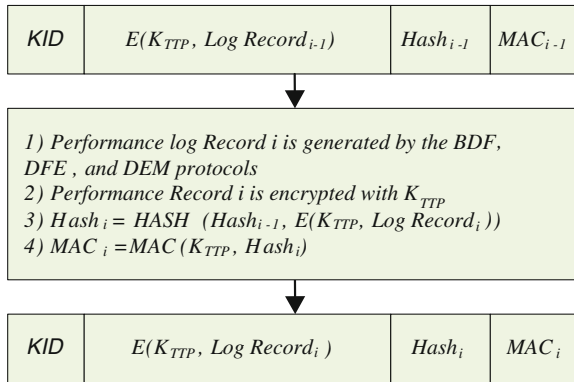 KID E(K_TTP, Log Record_i-1) Hash_i-1 MAC_i-1
1) Performance log Record i is generated by the BDF,
DFE , and DEM protocols
2) Performance Record i is encrypted with K_TTP
3) Hash_i = HASH (Hash_i-1, E(K_TTP, Log Record_i ))
4) MAC_i =MAC(K_TTP, Hash_i)
KID E(K_TTP, Log Record_i ) Hash_i MAC_i